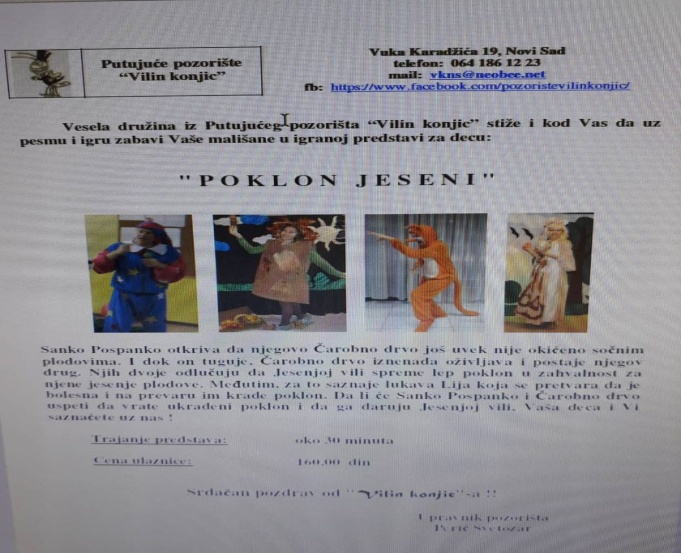 Putujuće pozorište
“Vilin konjic”
Vuka Karadžića 19, Novi Sad
telefon: 064 186 12 23
mail: vkns@neobee.net
fb: https://www.facebook.com/pozoristevilinkonjic/
Vesela družina iz Putujućeg pozorišta “Vilin konjic” stiže i kod Vas da uz
pesmu i igru zabavi Vaše mališane u igranoj predstavi za decu:
"POKLON JESENI"
Sanko Pospanko otkriva da njegovo Čarobno drvo još uvek nije okićeno sočnim
plodovima. I dok on tuguje, Čarobno drvo iznenada oživljava i postaje njegov
drug. Njih dvoje odlučuju da Jesenjoj vili spreme lep poklon u zahvalnost za
njene jesenje plodove. Međutim, za to saznaje lukava Lija koja se pretvara da je
bolesna i na prevaru im krade poklon. Da li će Sanko Pospanko i Čarobno drvo
uspeti da vrate ukradeni poklon i da ga daruju Jesenjoj vili, Vaša deca i Vi
saznaćete uz nas !
Trajanje predstava: oko 30 minuta
Cena ulaznice: 160,00 din
Srdačan pozdrav od "Vilin konjic"-a !!
Upravnik pozorišta
Perić Svetozar